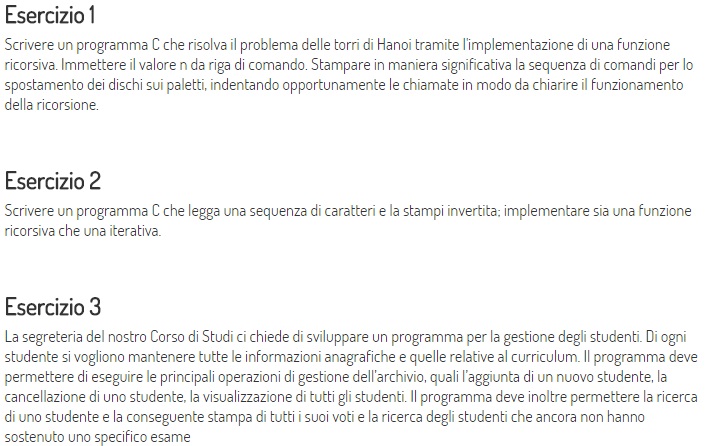 Esercizio 1
Scrivere un programma C che risolva il problema delle torri di Hanoi tramite l'implementazione di una funzione
ricorsiva. Immettere il valore n da riga di comando. Stampare in maniera significativa la sequenza di comandi per lo
spostamento dei dischi sui paletti, indentando opportunamente le chiamate in modo da chiarire il funzionamento
della ricorsione.
Esercizio 2
Scrivere un programma C che legga una sequenza di caratteri e la stampi invertita; implementare sia una funzione
ricorsiva che una iterativa.
Esercizio 3
La segreteria del nostro Corso di Studi ci chiede di sviluppare un programma per la gestione degli studenti. Di ogni
studente si vogliono mantenere tutte le informazioni anagrafiche e quelle relative al curriculum. Il programma deve
permettere di eseguire le principali operazioni di gestione dell'archivio, quali l'aggiunta di un nuovo studente, la
cancellazione di uno studente, la visualizzazione di tutti gli studenti. Il programma deve inoltre permettere la ricerca
di uno studente e la conseguente stampa di tutti i suoi voti e la ricerca degli studenti che ancora non hanno
sostenuto uno specifico esame